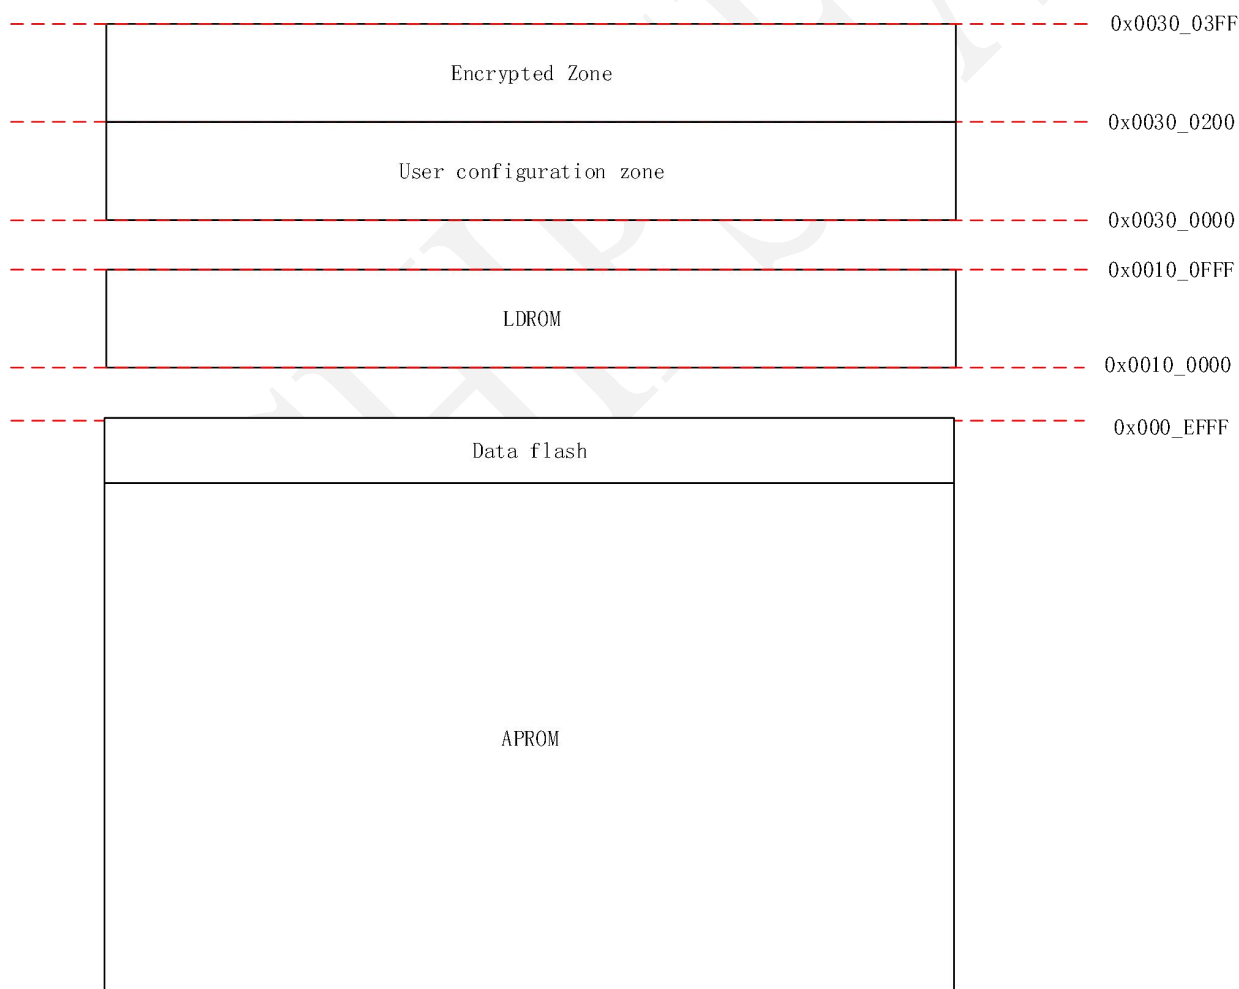 0x0030_03FF
Encrypted Zone
0x0030_0200
User configuration zone
0x0030_0000
0x0010_0FFF
LDROM
0x0010_0000
0x000_EFFF
Data flash
APROM